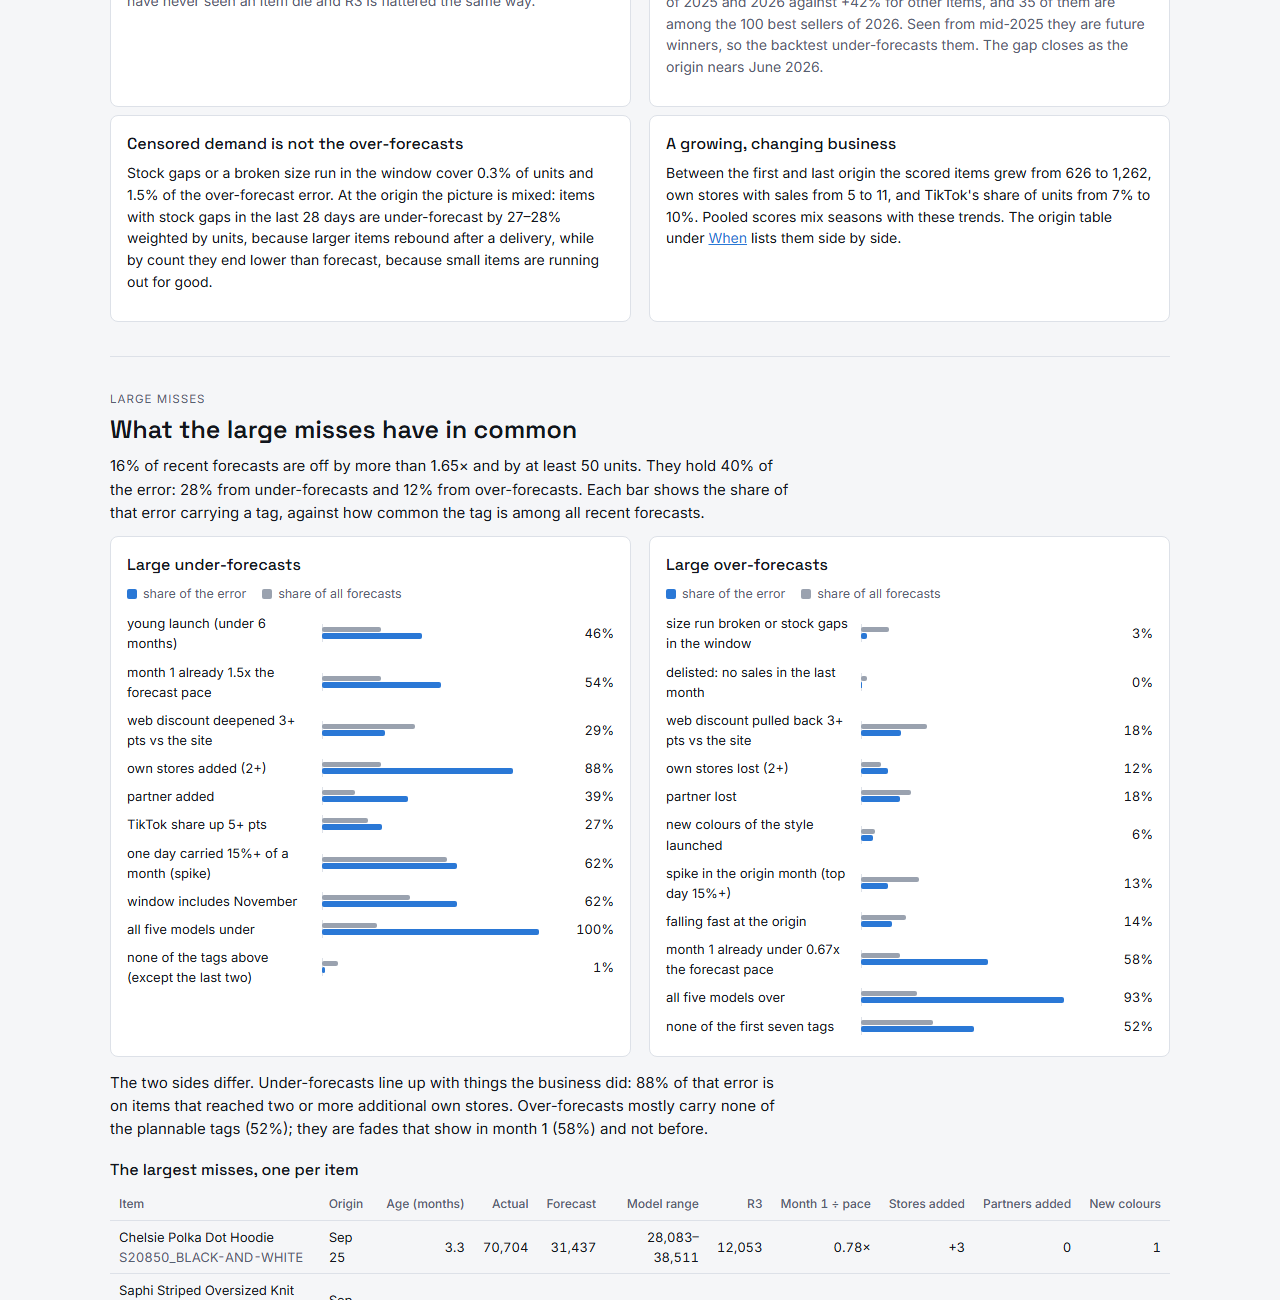 have never seen an item die and R3 is flattered the same way.
of 2025 and 2026 against +42% for other items, and 35 of them are
among the 100 best sellers of 2026. Seen from mid-2025 they are future
winners, so the backtest under-forecasts them. The gap closes as the
origin nears June 2026.
Censored demand is not the over-forecasts
Stock gaps or a broken size run in the window cover 0.3% of units and
1.5% of the over-forecast error. At the origin the picture is mixed: items
with stock gaps in the last 28 days are under-forecast by 27–28%
weighted by units, because larger items rebound after a delivery, while
by count they end lower than forecast, because small items are running
out for good.
A growing, changing business
Between the first and last origin the scored items grew from 626 to 1,262,
own stores with sales from 5 to 11, and TikTok's share of units from 7% to
10%. Pooled scores mix seasons with these trends. The origin table
under When lists them side by side.
LARGE MISSES
What the large misses have in common
16% of recent forecasts are off by more than 1.65× and by at least 50 units. They hold 40% of
the error: 28% from under-forecasts and 12% from over-forecasts. Each bar shows the share of
that error carrying a tag, against how common the tag is among all recent forecasts.
Large under-forecasts
share of the error share of all forecasts
young launch (under 6
months)
46%
month 1 already 1.5x the
forecast pace
54%
web discount deepened 3+
pts vs the site
29%
own stores added (2+) 88%
partner added 39%
TikTok share up 5+ pts 27%
one day carried 15%+ of a
month (spike)
62%
window includes November 62%
all five models under 100%
none of the tags above
(except the last two)
1%
Large over-forecasts
share of the error share of all forecasts
size run broken or stock gaps
in the window
3%
delisted: no sales in the last
month
0%
web discount pulled back 3+
pts vs the site
18%
own stores lost (2+) 12%
partner lost 18%
new colours of the style
launched
6%
spike in the origin month (top
day 15%+)
13%
falling fast at the origin 14%
month 1 already under 0.67x
the forecast pace
58%
all five models over 93%
none of the first seven tags 52%
The two sides differ. Under-forecasts line up with things the business did: 88% of that error is
on items that reached two or more additional own stores. Over-forecasts mostly carry none of
the plannable tags (52%); they are fades that show in month 1 (58%) and not before.
The largest misses, one per item
Item Origin Age (months) Actual Forecast Model range R3 Month 1 ÷ pace Stores added Partners added New colours
Chelsie Polka Dot Hoodie
S20850_BLACK-AND-WHITE
Sep
25
3.3 70,704 31,437
28,083–
38,511
12,053 0.78× +3 0 1
Saphi Striped Oversized Knit
Sep